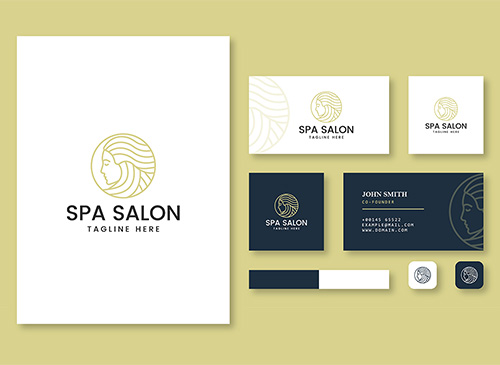 SPA SALON
TAGLINE HERE
SPA SALON
TAGLINE HERE
SPA SALON
TAGLINE HERE
SPA SALON
TAGLINE HERE
JOHN SMITH
CO-FOUNDER
+00145 65522
EXAMPLE@MAIL.COM
WWW.DOMAIN.COM